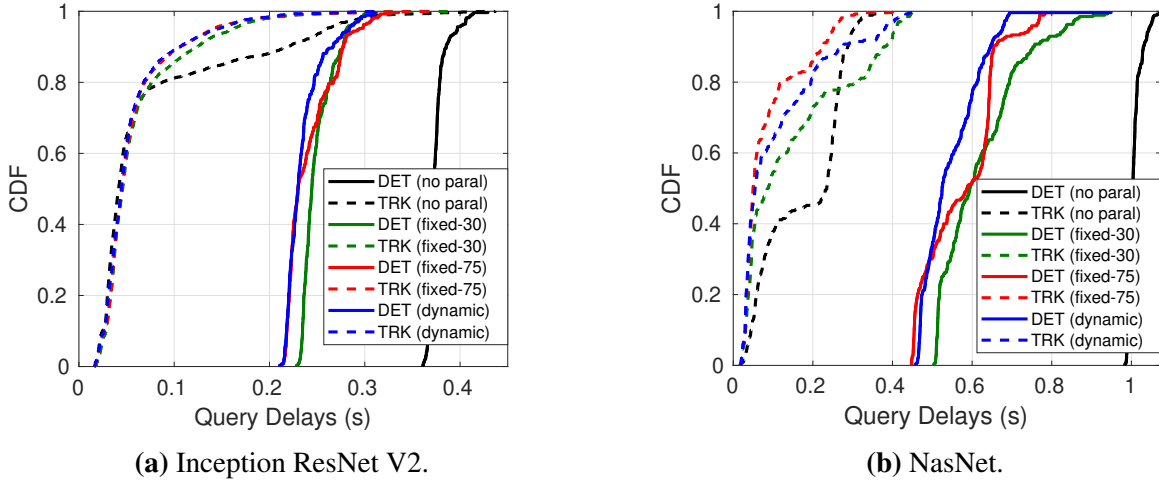 1
0.8
0.6
0.4
0.2
0
CDF
0 0.1 0.2 0.3 0.4
Query Delays (s)
DET (no paral)
TRK (no paral)
DET (fixed-30)
TRK (fixed-30)
DET (fixed-75)
TRK (fixed-75)
DET (dynamic)
TRK (dynamic)
(a) Inception ResNet V2.
1
0.8
0.6
0.4
0.2
0
CDF
0 0.2 0.4 0.6 0.8 1
Query Delays (s)
DET (no paral)
TRK (no paral)
DET (fixed-30)
TRK (fixed-30)
DET (fixed-75)
TRK (fixed-75)
DET (dynamic)
TRK (dynamic)
(b) NasNet.